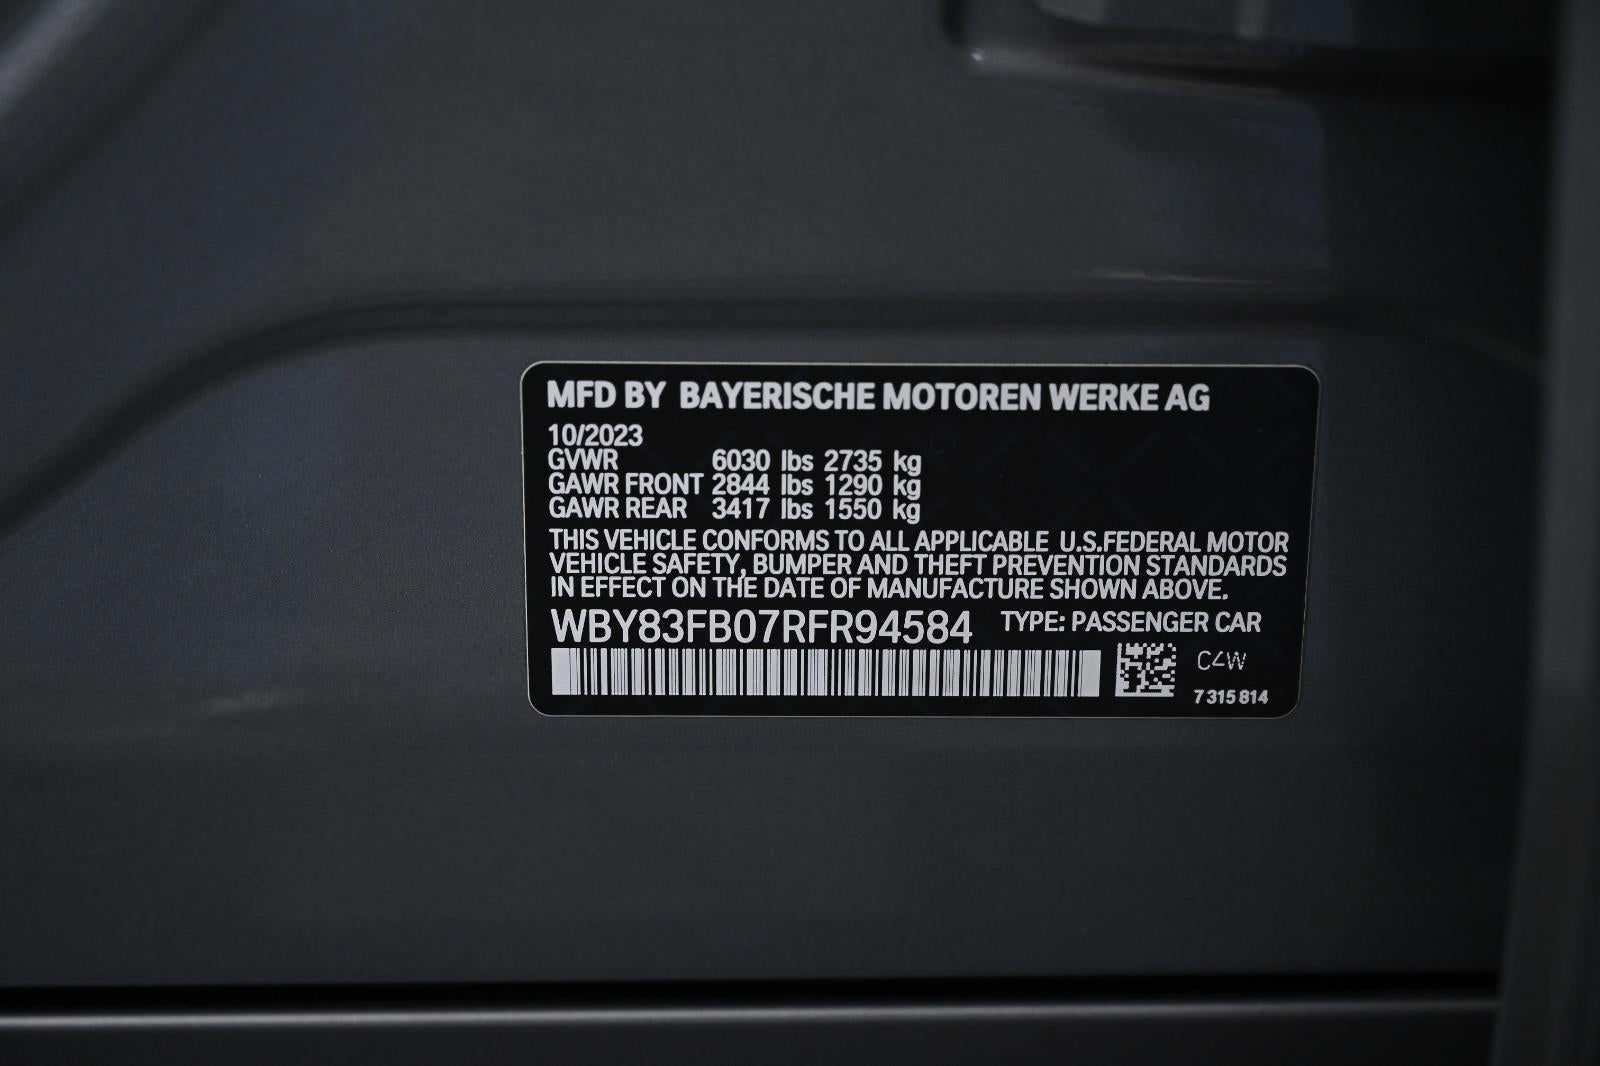 MFD BY BAYERISCHE MOTOREN WERKE AG
10/2023
GVWR 6030 lbs 2735 kg
GAWR FRONT 2844 lbs 1290 kg
GAWR REAR 3417 lbs 1550 kg
THIS VEHICLE CONFORMS TO ALL APPLICABLE U.S.FEDERAL MOTOR
VEHICLE SAFETY, BUMPER AND THEFT PREVENTION STANDARDS
IN EFFECT ON THE DATE OF MANUFACTURE SHOWN ABOVE.
WBY83FB07RFR94584 TYPE: PASSENGER CAR
7 315 814